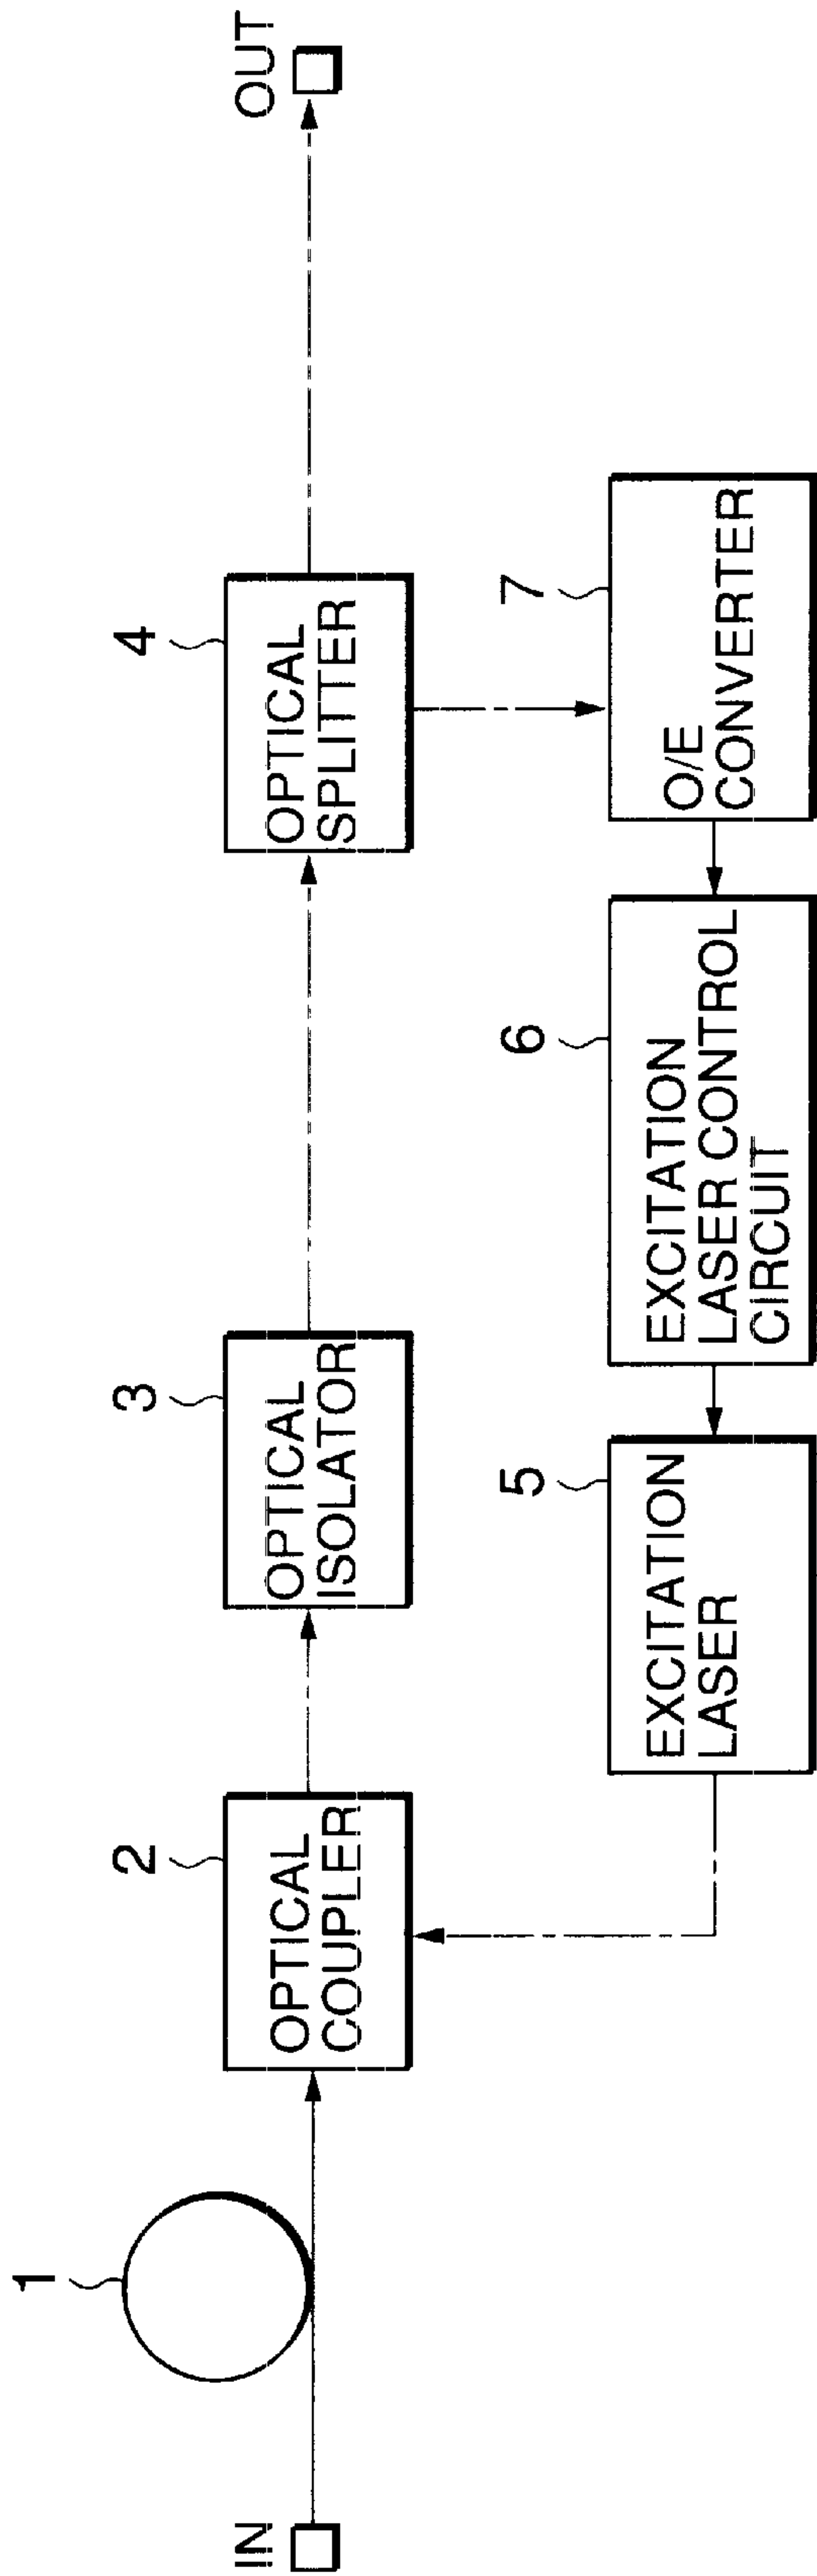 IN
1
2
OPTICAL
COUPLER
3
OPTICAL
ISOLATOR
4
OPTICAL
SPLITTER
OUT
5
EXCITATION
LASER
6
EXCITATION
LASER CONTROL
CIRCUIT
7
O/E
CONVERTER